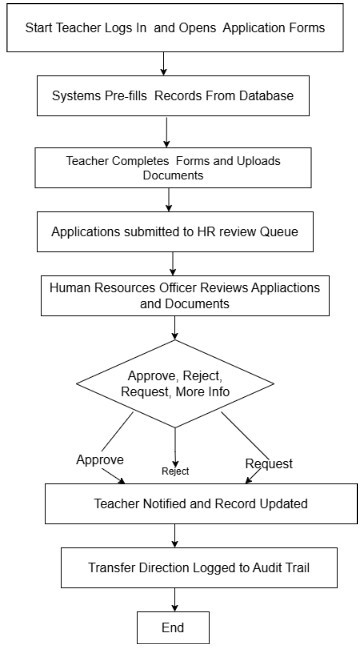 Start Teacher Logs In and Opens Application Forms
Systems Pre-fills Records From Database
Teacher Completes Forms and Uploads
Documents
Applications submitted to HR review Queue
Human Resources Officer Reviews Appliactions
and Documents
Approve, Reject,
Request, More Info
Approve
Reject
Request
Teacher Notified and Record Updated
Transfer Direction Logged to Audit Trail
End